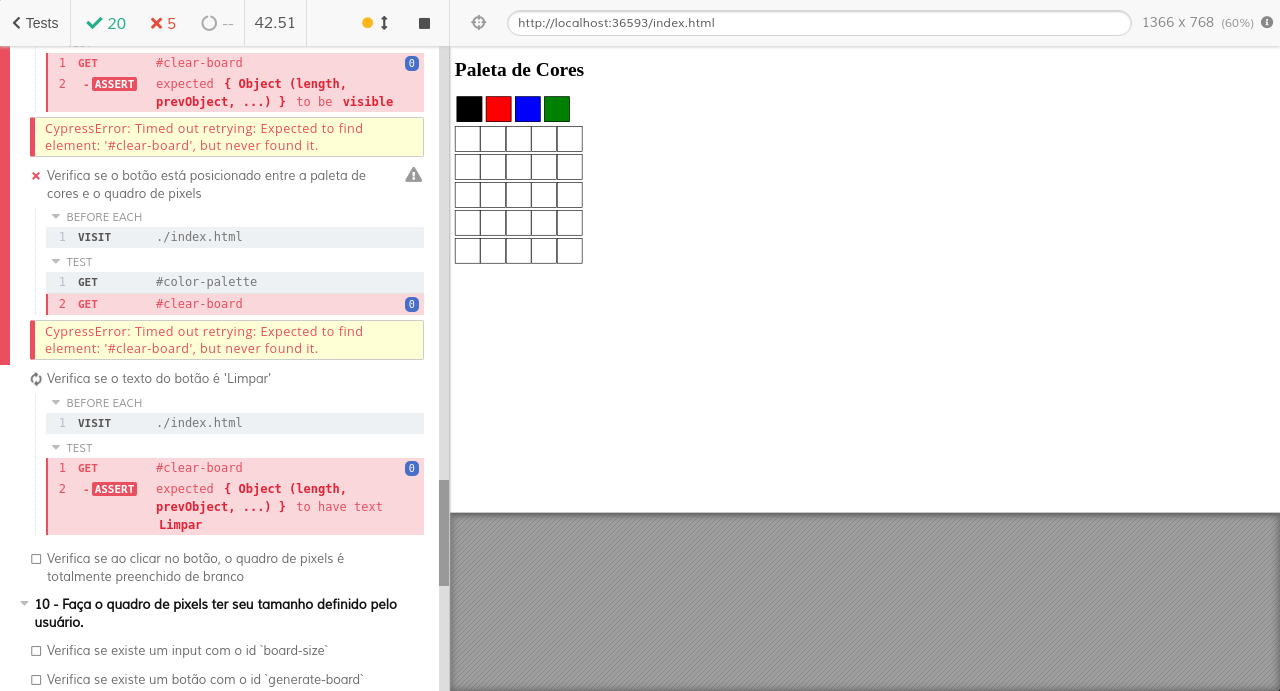 Tests 20 5 -- 42.51 http://localhost:36593/index.html 1366 x 768 (60%)
1 GET #clear-board 0
2 - ASSERT expected { Object (length,
prevObject, ...) } to be visible
CypressError: Timed out retrying: Expected to find
element: '#clear-board', but never found it.
Verifica se o botão está posicionado entre a paleta de
cores e o quadro de pixels
BEFORE EACH
1 VISIT ./index.html
TEST
1 GET #color-palette
2 GET #clear-board 0
CypressError: Timed out retrying: Expected to find
element: '#clear-board', but never found it.
Verifica se o texto do botão é 'Limpar'
BEFORE EACH
1 VISIT ./index.html
TEST
1 GET #clear-board 0
2 - ASSERT expected { Object (length,
prevObject, ...) } to have text
Limpar
Verifica se ao clicar no botão, o quadro de pixels é
totalmente preenchido de branco
10 - Faça o quadro de pixels ter seu tamanho definido pelo
usuário.
Verifica se existe um input com o id `board-size`
Verifica se existe um botão com o id `generate-board`
Paleta de Cores